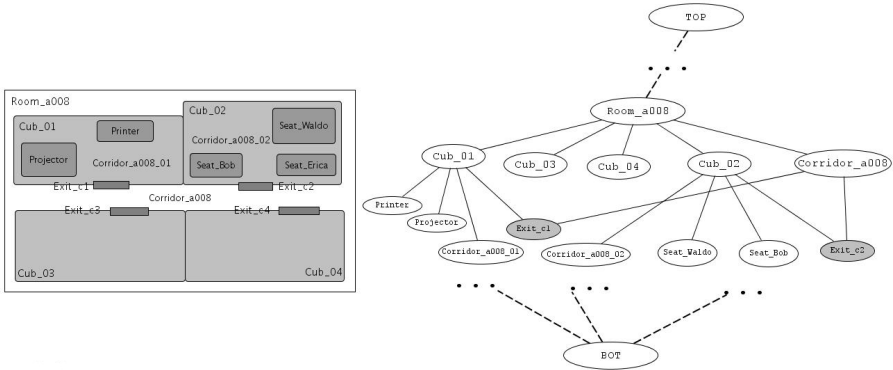 Room_a008
Cub_01
Printer
Projector
Corridor_a008_01
Cub_02
Seat_Waldo
Corridor_a008_02
Seat_Bob
Seat_Erica
Exit_c1
Exit_c2
Corridor_a008
Exit_c3
Exit_c4
Cub_03
Cub_04
TOP
Room_a008
Cub_01
Cub_03
Cub_04
Cub_02
Corridor_a008
Printer
Projector
Exit_c1
Corridor_a008_01
Corridor_a008_02
Seat_Waldo
Seat_Bob
Exit_c2
BOT